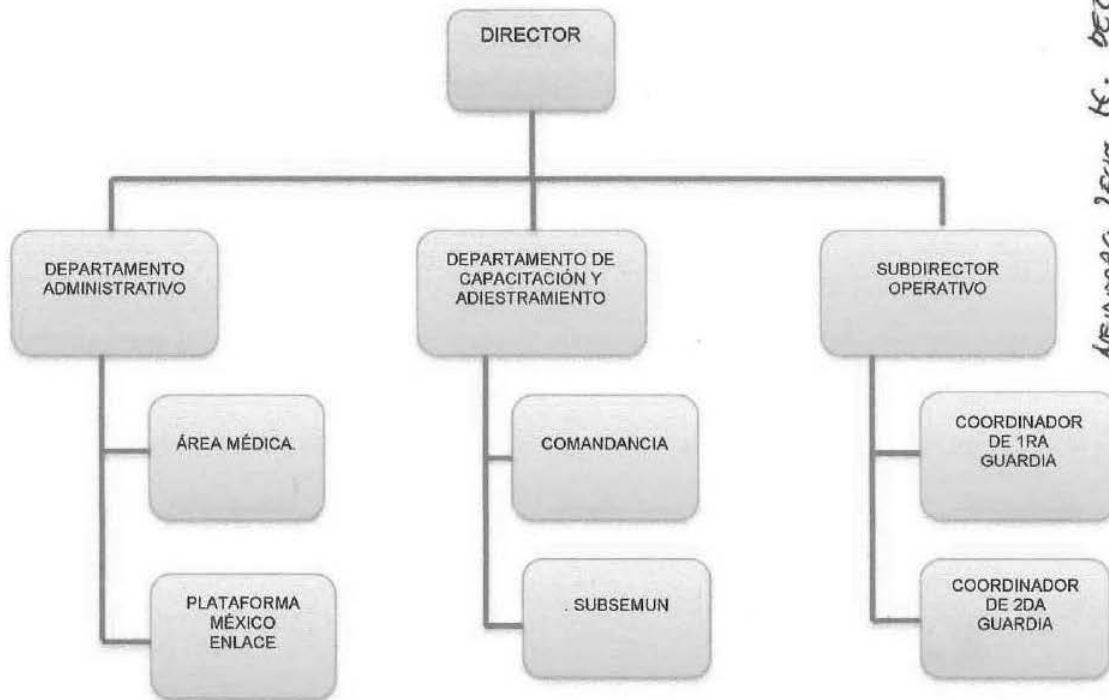 DIRECTOR
DEPARTAMENTO
ADMINISTRATIVO
DEPARTAMENTO DE
CAPACITACIÓN Y
ADIESTRAMIENTO
SUBDIRECTOR
OPERATIVO
ÁREA MÉDICA.
COMANDANCIA
COORDINADOR
DE 1RA
GUARDIA
PLATAFORMA
MÉXICO
ENLACE
. SUBSEMUN
COORDINADOR
DE 2DA
GUARDIA